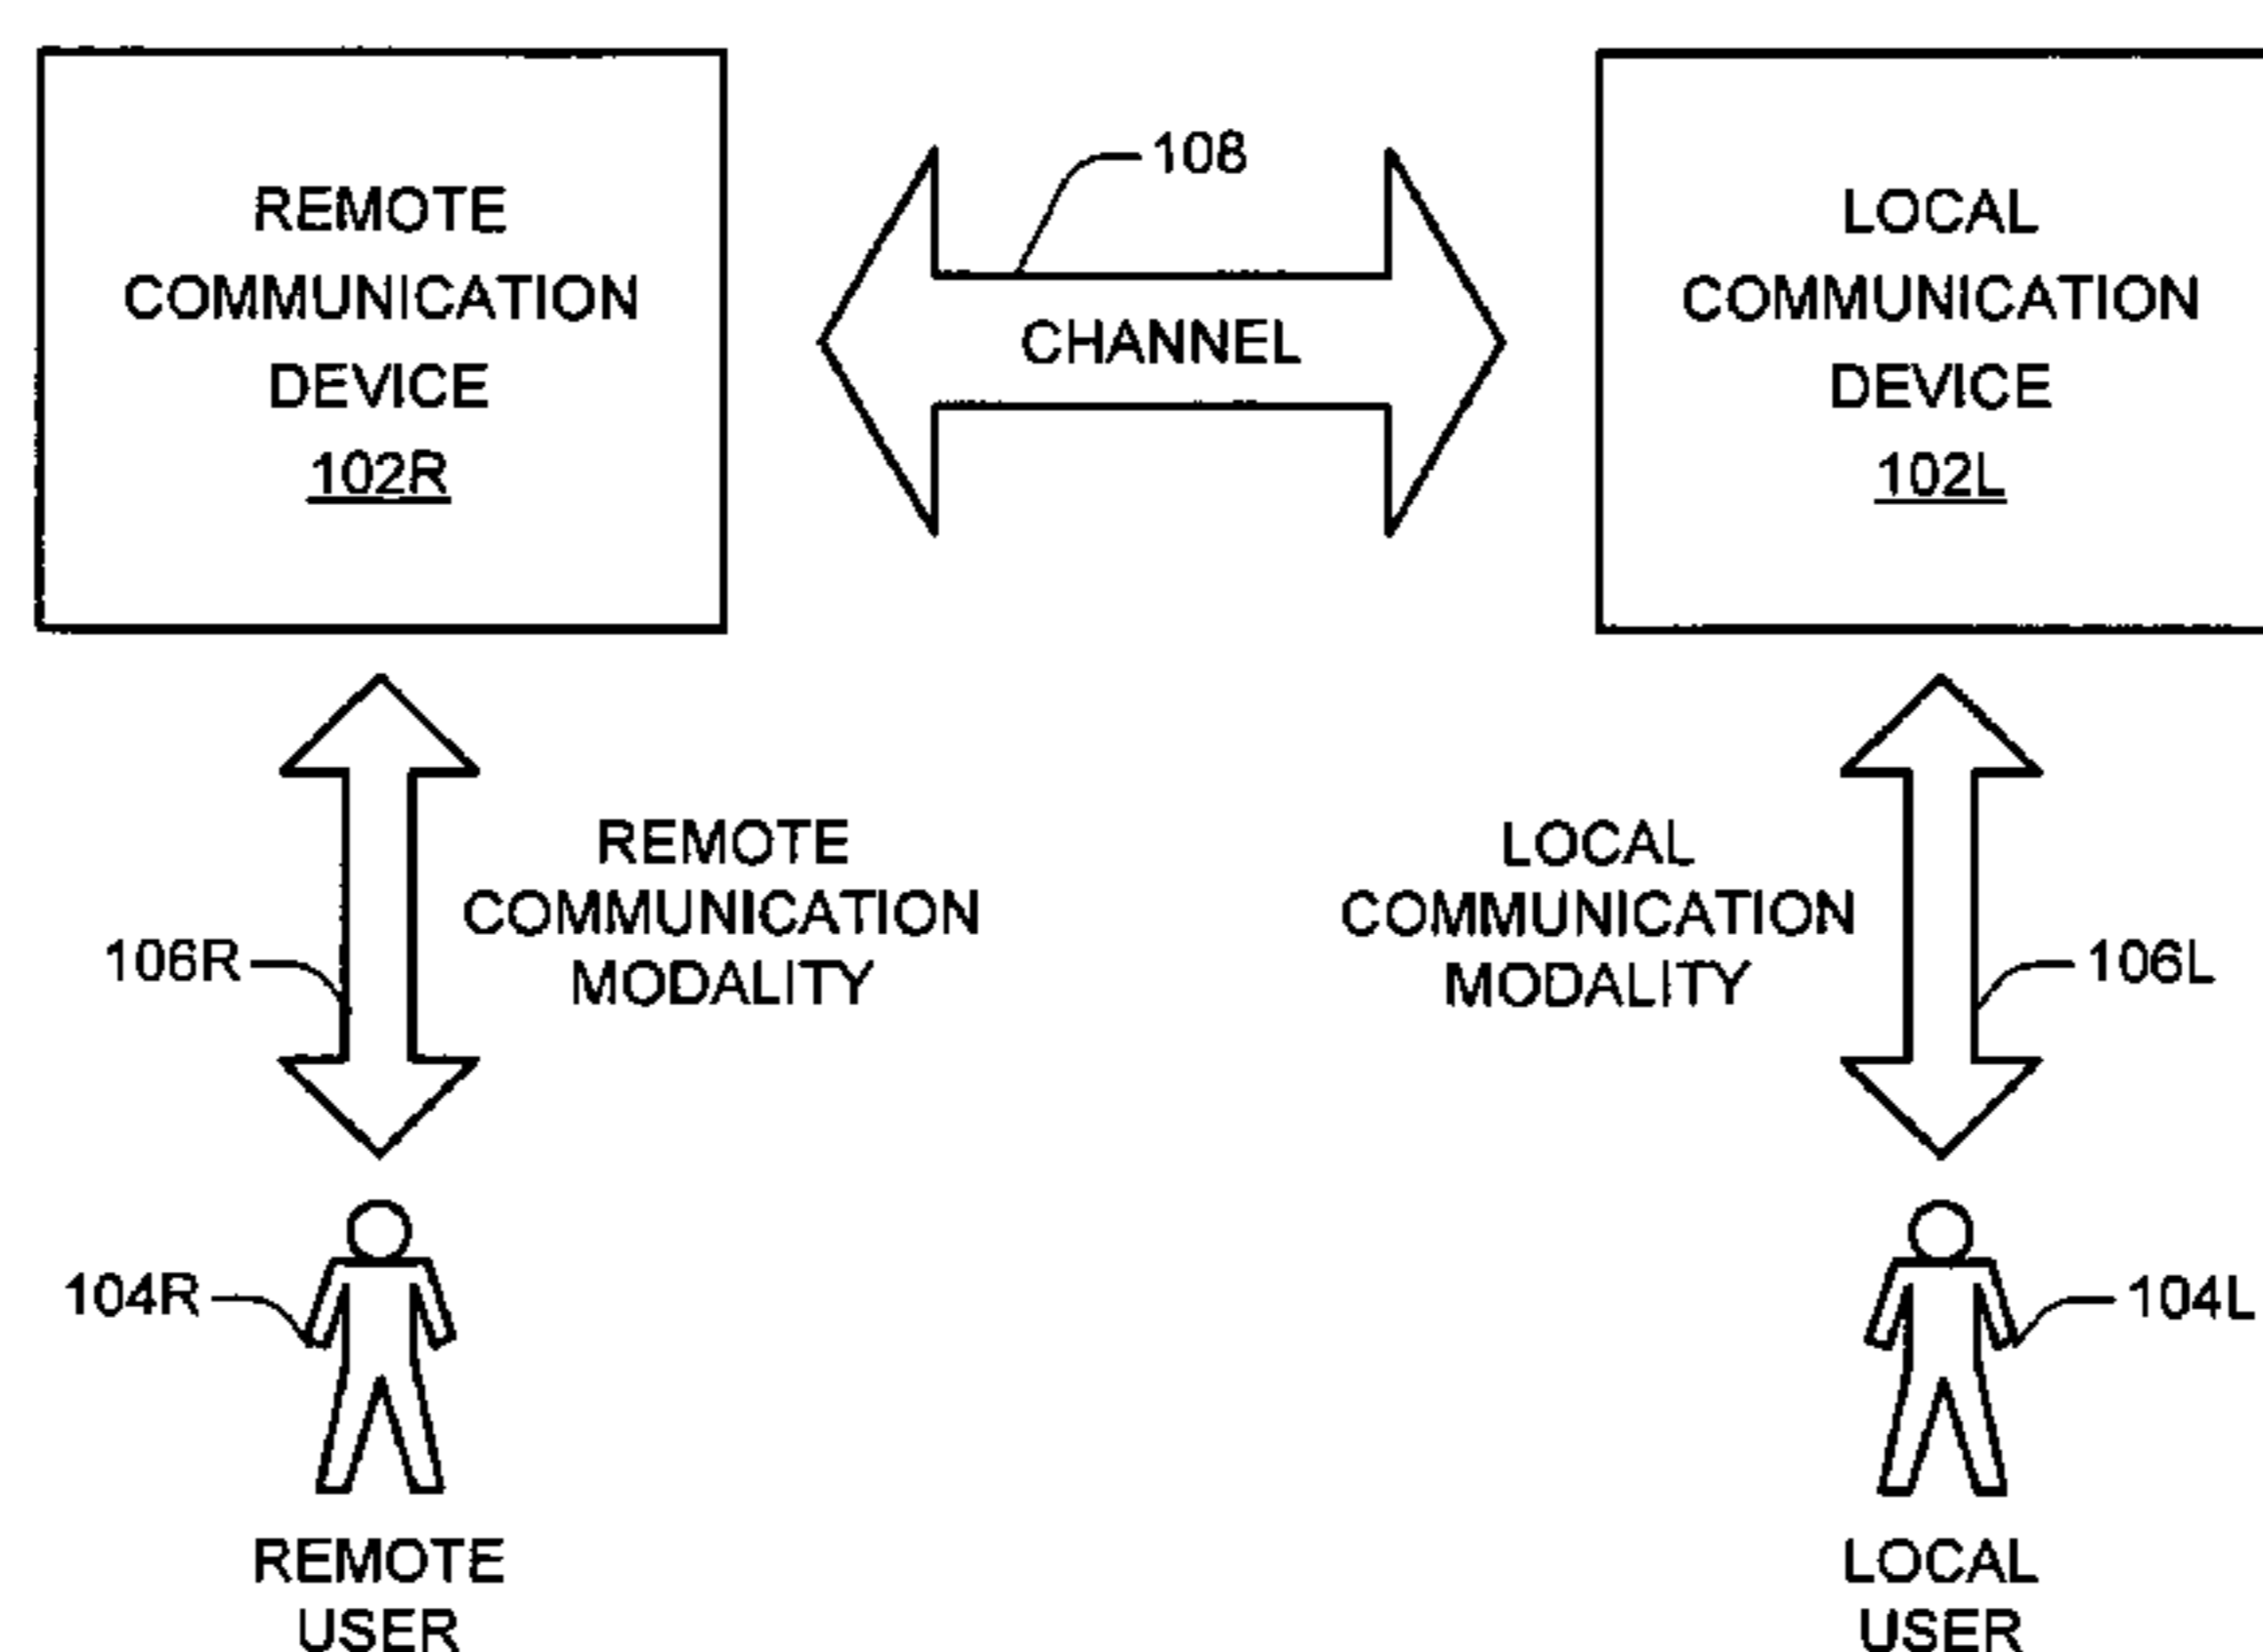 REMOTE
COMMUNICATION
DEVICE
102R
108
CHANNEL
LOCAL
COMMUNICATION
DEVICE
102L
REMOTE
COMMUNICATION
MODALITY
106R
LOCAL
COMMUNICATION
MODALITY
106L
104R
REMOTE
USER
104L
LOCAL
USER